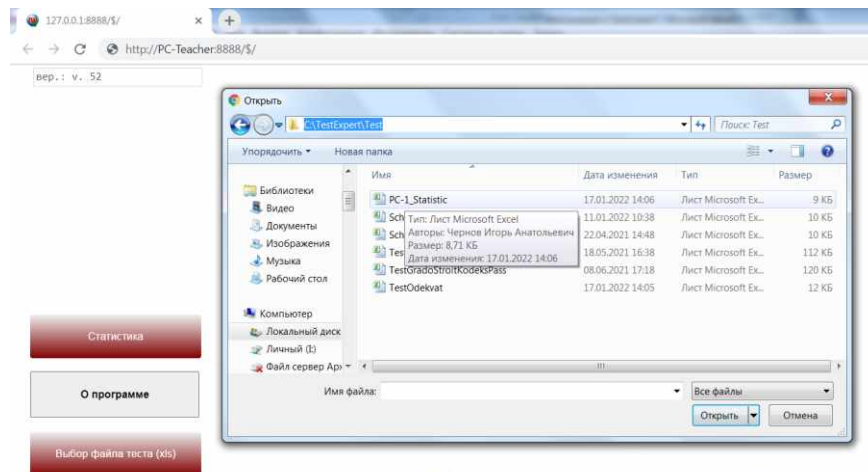 127.0.0.1:8888/$/
http://PC-Teacher:8888/$/
вер.: v. 52
Открыть
C:\TestExpert\Test
Поиск: Test
Упорядочить
Новая папка
Имя
Дата изменения
Тип
Размер
Библиотеки
Видео
Документы
Изображения
Музыка
Рабочий стол
Компьютер
Локальный диск
Личный (I:)
Файл сервер
PC-1_Statistic 17.01.2022 14:06 Лист Microsoft Ex... 9 КБ
Sch 11.01.2022 10:38 Лист Microsoft Ex... 10 КБ
Sch 22.04.2021 14:48 Лист Microsoft Ex... 10 КБ
Tes 18.05.2021 16:38 Лист Microsoft Ex... 112 КБ
TestGradoStroitKodeksPass 08.06.2021 17:18 Лист Microsoft Ex... 120 КБ
TestOdekvat 17.01.2022 14:05 Лист Microsoft Ex... 12 КБ
Тип: Лист Microsoft Excel
Авторы: Чернов Игорь Анатольевич
Размер: 8,71 КБ
Дата изменения: 17.01.2022 14:06
Имя файла:
Все файлы
Открыть
Отмена
Статистика
О программе
Выбор файла теста (xls)